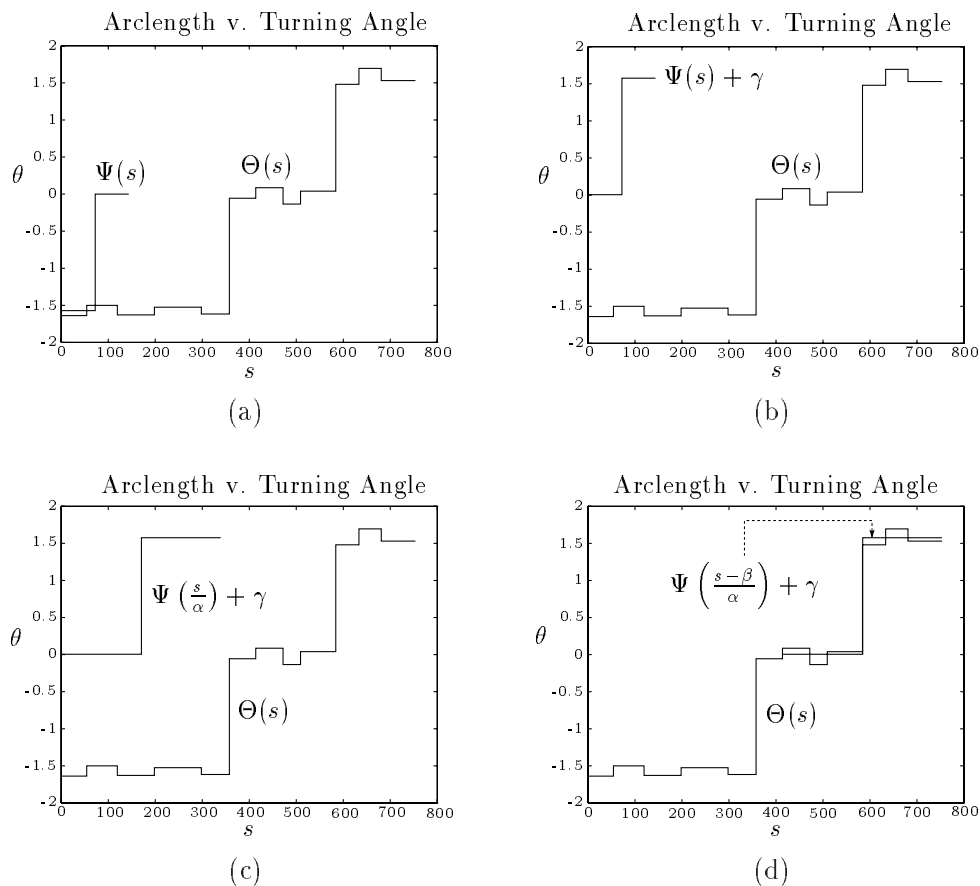 Arclength v. Turning Angle
2
1.5
1
0.5
0
-0.5
-1
-1.5
-2
θ
Ψ(s)
Θ(s)
0 100 200 300 400 500 600 700 800
s
(a)
Arclength v. Turning Angle
2
1.5
1
0.5
0
-0.5
-1
-1.5
-2
θ
Ψ(s) + γ
Θ(s)
0 100 200 300 400 500 600 700 800
s
(b)
Arclength v. Turning Angle
2
1.5
1
0.5
0
-0.5
-1
-1.5
-2
θ
Ψ(s/α) + γ
Θ(s)
0 100 200 300 400 500 600 700 800
s
(c)
Arclength v. Turning Angle
2
1.5
1
0.5
0
-0.5
-1
-1.5
-2
θ
Ψ((s−β)/α) + γ
Θ(s)
0 100 200 300 400 500 600 700 800
s
(d)